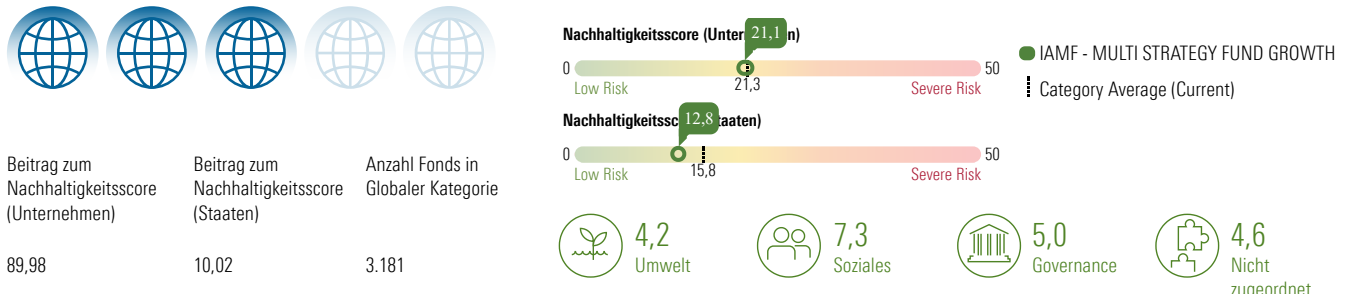 Beitrag zum
Nachhaltigkeitsscore
(Unternehmen)
89,98
Beitrag zum
Nachhaltigkeitsscore
(Staaten)
10,02
Anzahl Fonds in
Globaler Kategorie
3.181
Nachhaltigkeitsscore (Unter en)
21,1
0
50
Low Risk
21,3
Severe Risk
Nachhaltigkeitssc taaten)
12,8
0
50
Low Risk
15,8
Severe Risk
IAMF - MULTI STRATEGY FUND GROWTH
Category Average (Current)
4,2
Umwelt
7,3
Soziales
5,0
Governance
4,6
Nicht
zugeordnet